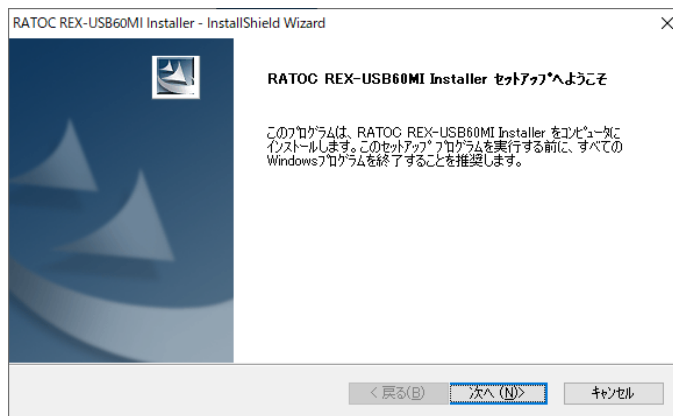 RATOC REX-USB60MI Installer - InstallShield Wizard
RATOC REX-USB60MI Installer ｾｯﾄｱｯﾌﾟへようこそ
このﾌﾟﾛｸﾞﾗﾑは、RATOC REX-USB60MI Installer をｺﾝﾋﾟｭｰﾀに
ｲﾝｽﾄｰﾙします。このｾｯﾄｱｯﾌﾟ ﾌﾟﾛｸﾞﾗﾑを実行する前に、すべての
Windowsﾌﾟﾛｸﾞﾗﾑを終了することを推奨します。
< 戻る(B)
次へ (N)>
ｷｬﾝｾﾙ